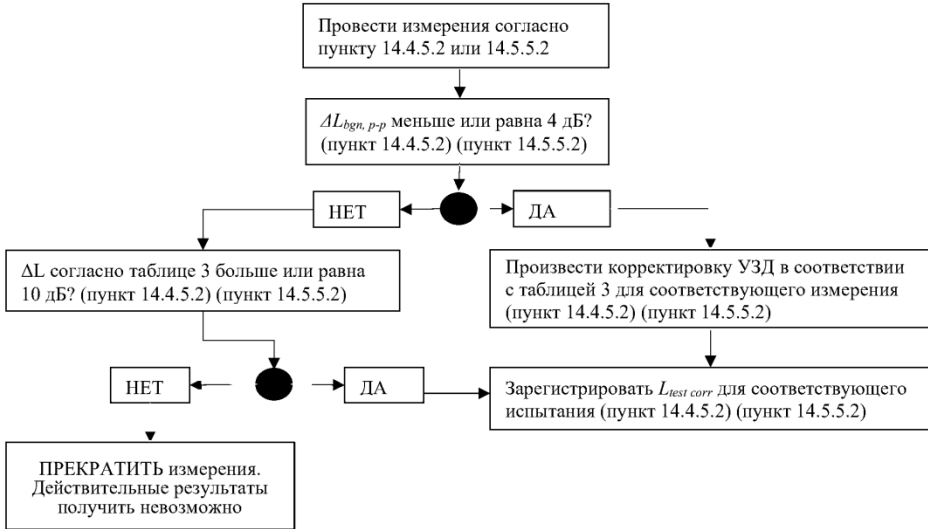 Провести измерения согласно
пункту 14.4.5.2 или 14.5.5.2
ΔL bgn, p-p меньше или равна 4 дБ?
(пункт 14.4.5.2) (пункт 14.5.5.2)
НЕТ
ДА
ΔL согласно таблице 3 больше или равна
10 дБ? (пункт 14.4.5.2) (пункт 14.5.5.2)
Произвести корректировку УЗД в соответствии
с таблицей 3 для соответствующего измерения
(пункт 14.4.5.2) (пункт 14.5.5.2)
НЕТ
ДА
Зарегистрировать L test corr для соответствующего
испытания (пункт 14.4.5.2) (пункт 14.5.5.2)
ПРЕКРАТИТЬ измерения.
Действительные результаты
получить невозможно